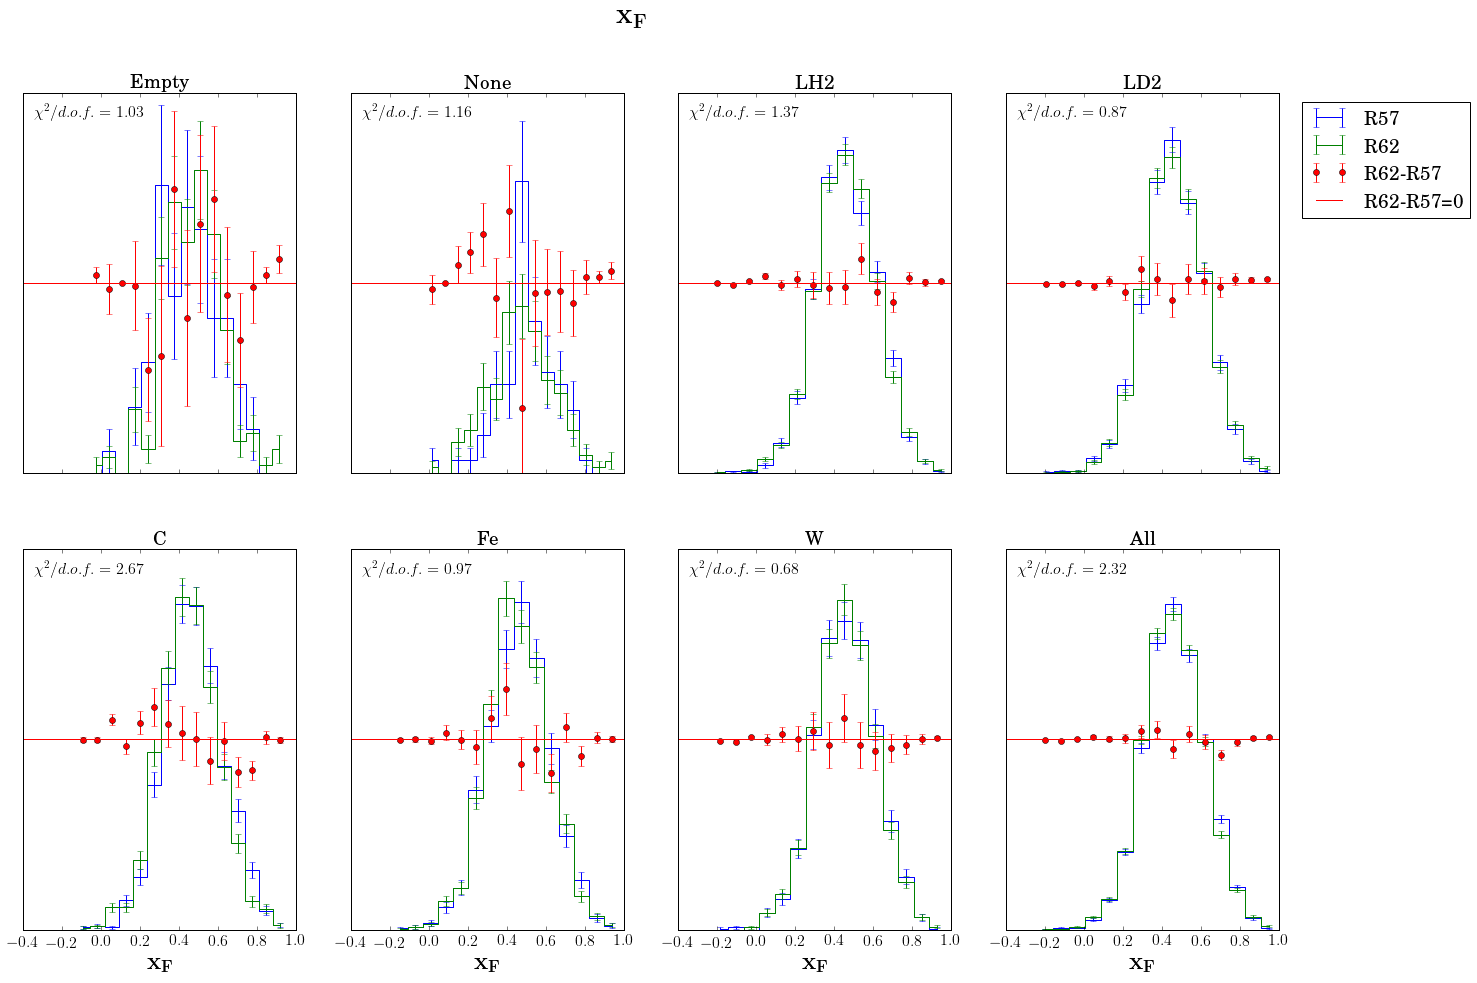 x_F
Empty
χ²/d.o.f. = 1.03
None
χ²/d.o.f. = 1.16
LH2
χ²/d.o.f. = 1.37
LD2
χ²/d.o.f. = 0.87
R57
R62
R62-R57
R62-R57=0
C
χ²/d.o.f. = 2.67
Fe
χ²/d.o.f. = 0.97
W
χ²/d.o.f. = 0.68
All
χ²/d.o.f. = 2.32
−0.4 −0.2 0.0 0.2 0.4 0.6 0.8 1.0
−0.4 −0.2 0.0 0.2 0.4 0.6 0.8 1.0
−0.4 −0.2 0.0 0.2 0.4 0.6 0.8 1.0
−0.4 −0.2 0.0 0.2 0.4 0.6 0.8 1.0
x_F
x_F
x_F
x_F